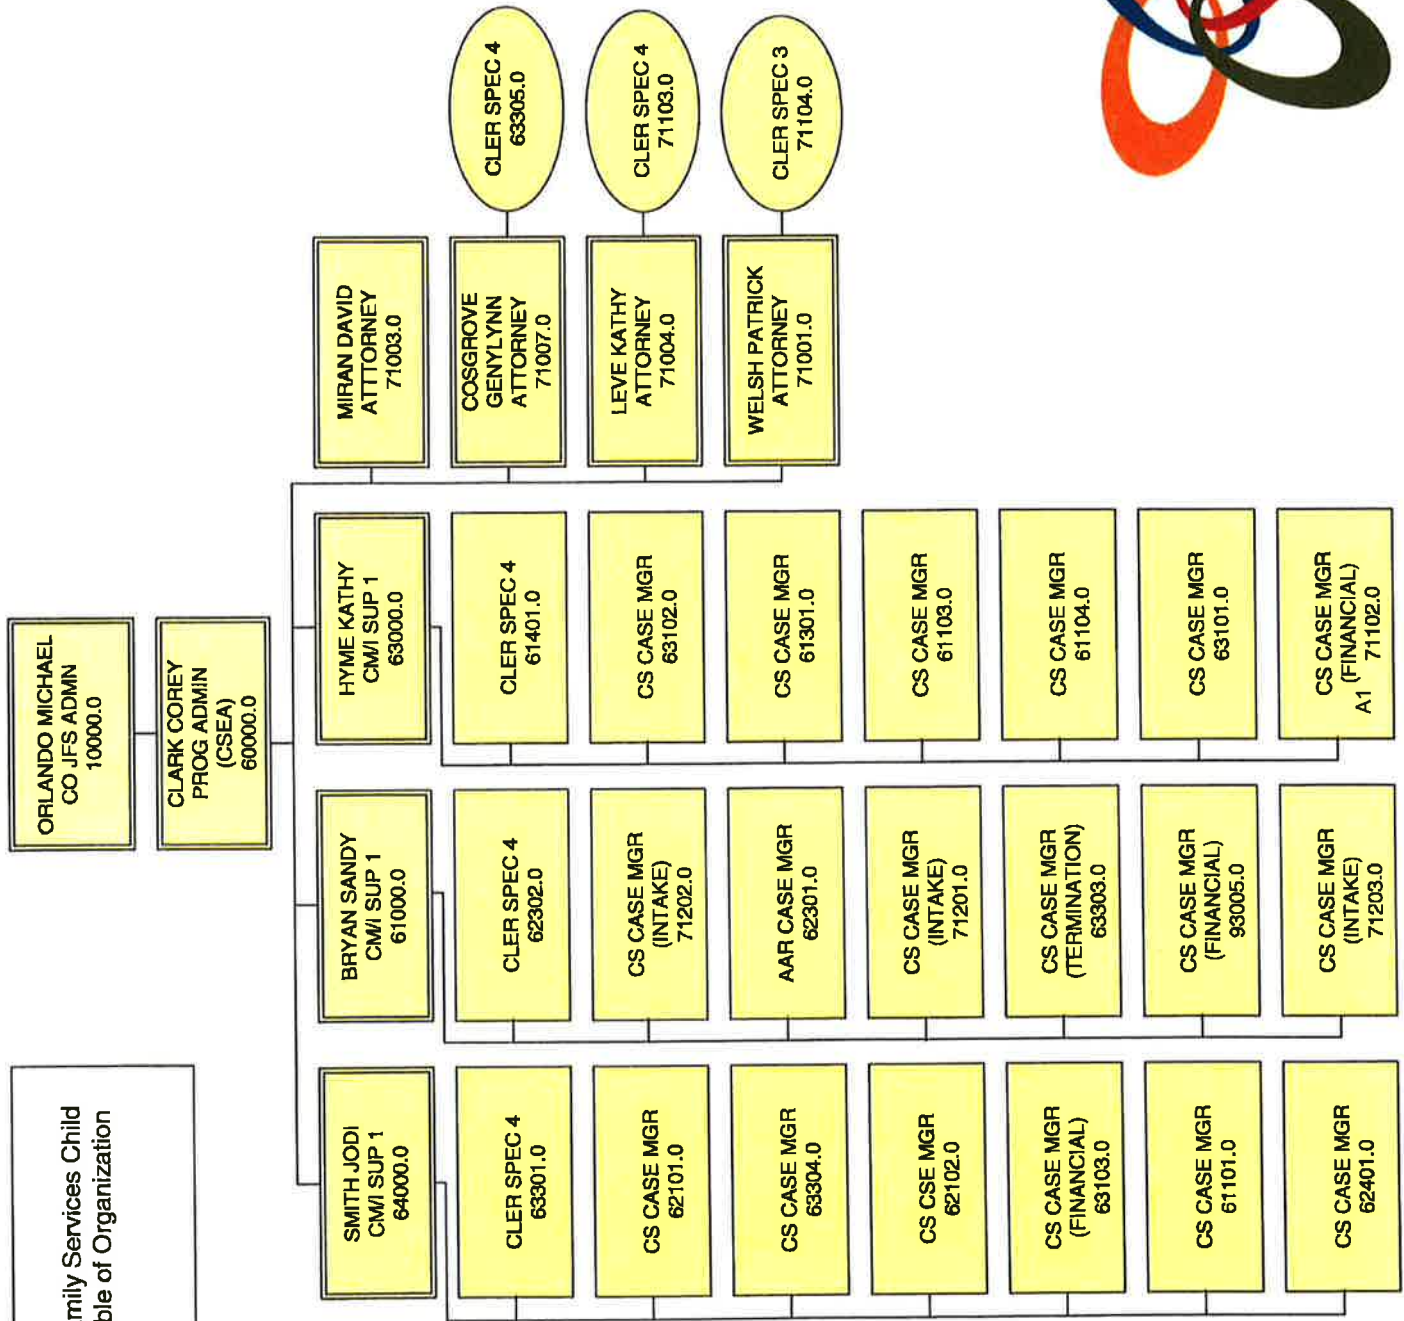 mily Services Child
ble of Organization
ORLANDO MICHAEL
CO JFS ADMN
10000.0
CLARK COREY
PROG ADMIN
(CSEA)
60000.0
SMITH JODI
CM/I SUP 1
64000.0
CLER SPEC 4
63301.0
CS CASE MGR
62101.0
CS CASE MGR
63304.0
CS CSE MGR
62102.0
CS CASE MGR
(FINANCIAL)
63103.0
CS CASE MGR
61101.0
CS CASE MGR
62401.0
BRYAN SANDY
CM/I SUP 1
61000.0
CLER SPEC 4
62302.0
CS CASE MGR
(INTAKE)
71202.0
AAR CASE MGR
62301.0
CS CASE MGR
(INTAKE)
71201.0
CS CASE MGR
(TERMINATION)
63303.0
CS CASE MGR
(FINANCIAL)
93005.0
CS CASE MGR
(INTAKE)
71203.0
HYME KATHY
CM/I SUP 1
63000.0
CLER SPEC 4
61401.0
CS CASE MGR
63102.0
CS CASE MGR
61301.0
CS CASE MGR
61103.0
CS CASE MGR
61104.0
CS CASE MGR
63101.0
CS CASE MGR
(FINANCIAL)
A1 71102.0
MIRAN DAVID
ATTTORNEY
71003.0
COSGROVE
GENYLYNN
ATTORNEY
71007.0
CLER SPEC 4
63305.0
LEVE KATHY
ATTORNEY
71004.0
CLER SPEC 4
71103.0
WELSH PATRICK
ATTORNEY
71001.0
CLER SPEC 3
71104.0